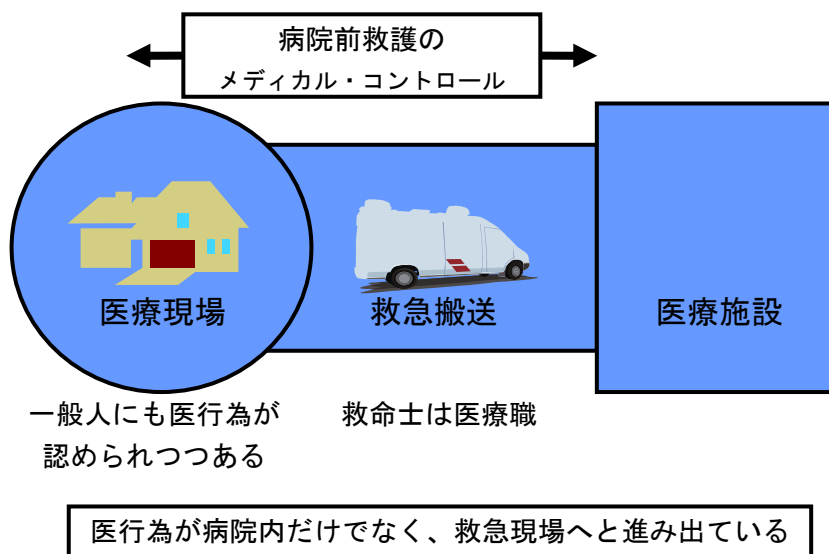 病院前救護の
メディカル・コントロール
医療現場
救急搬送
医療施設
一般人にも医行為が
認められつつある
救命士は医療職
医行為が病院内だけでなく、救急現場へと進み出ている